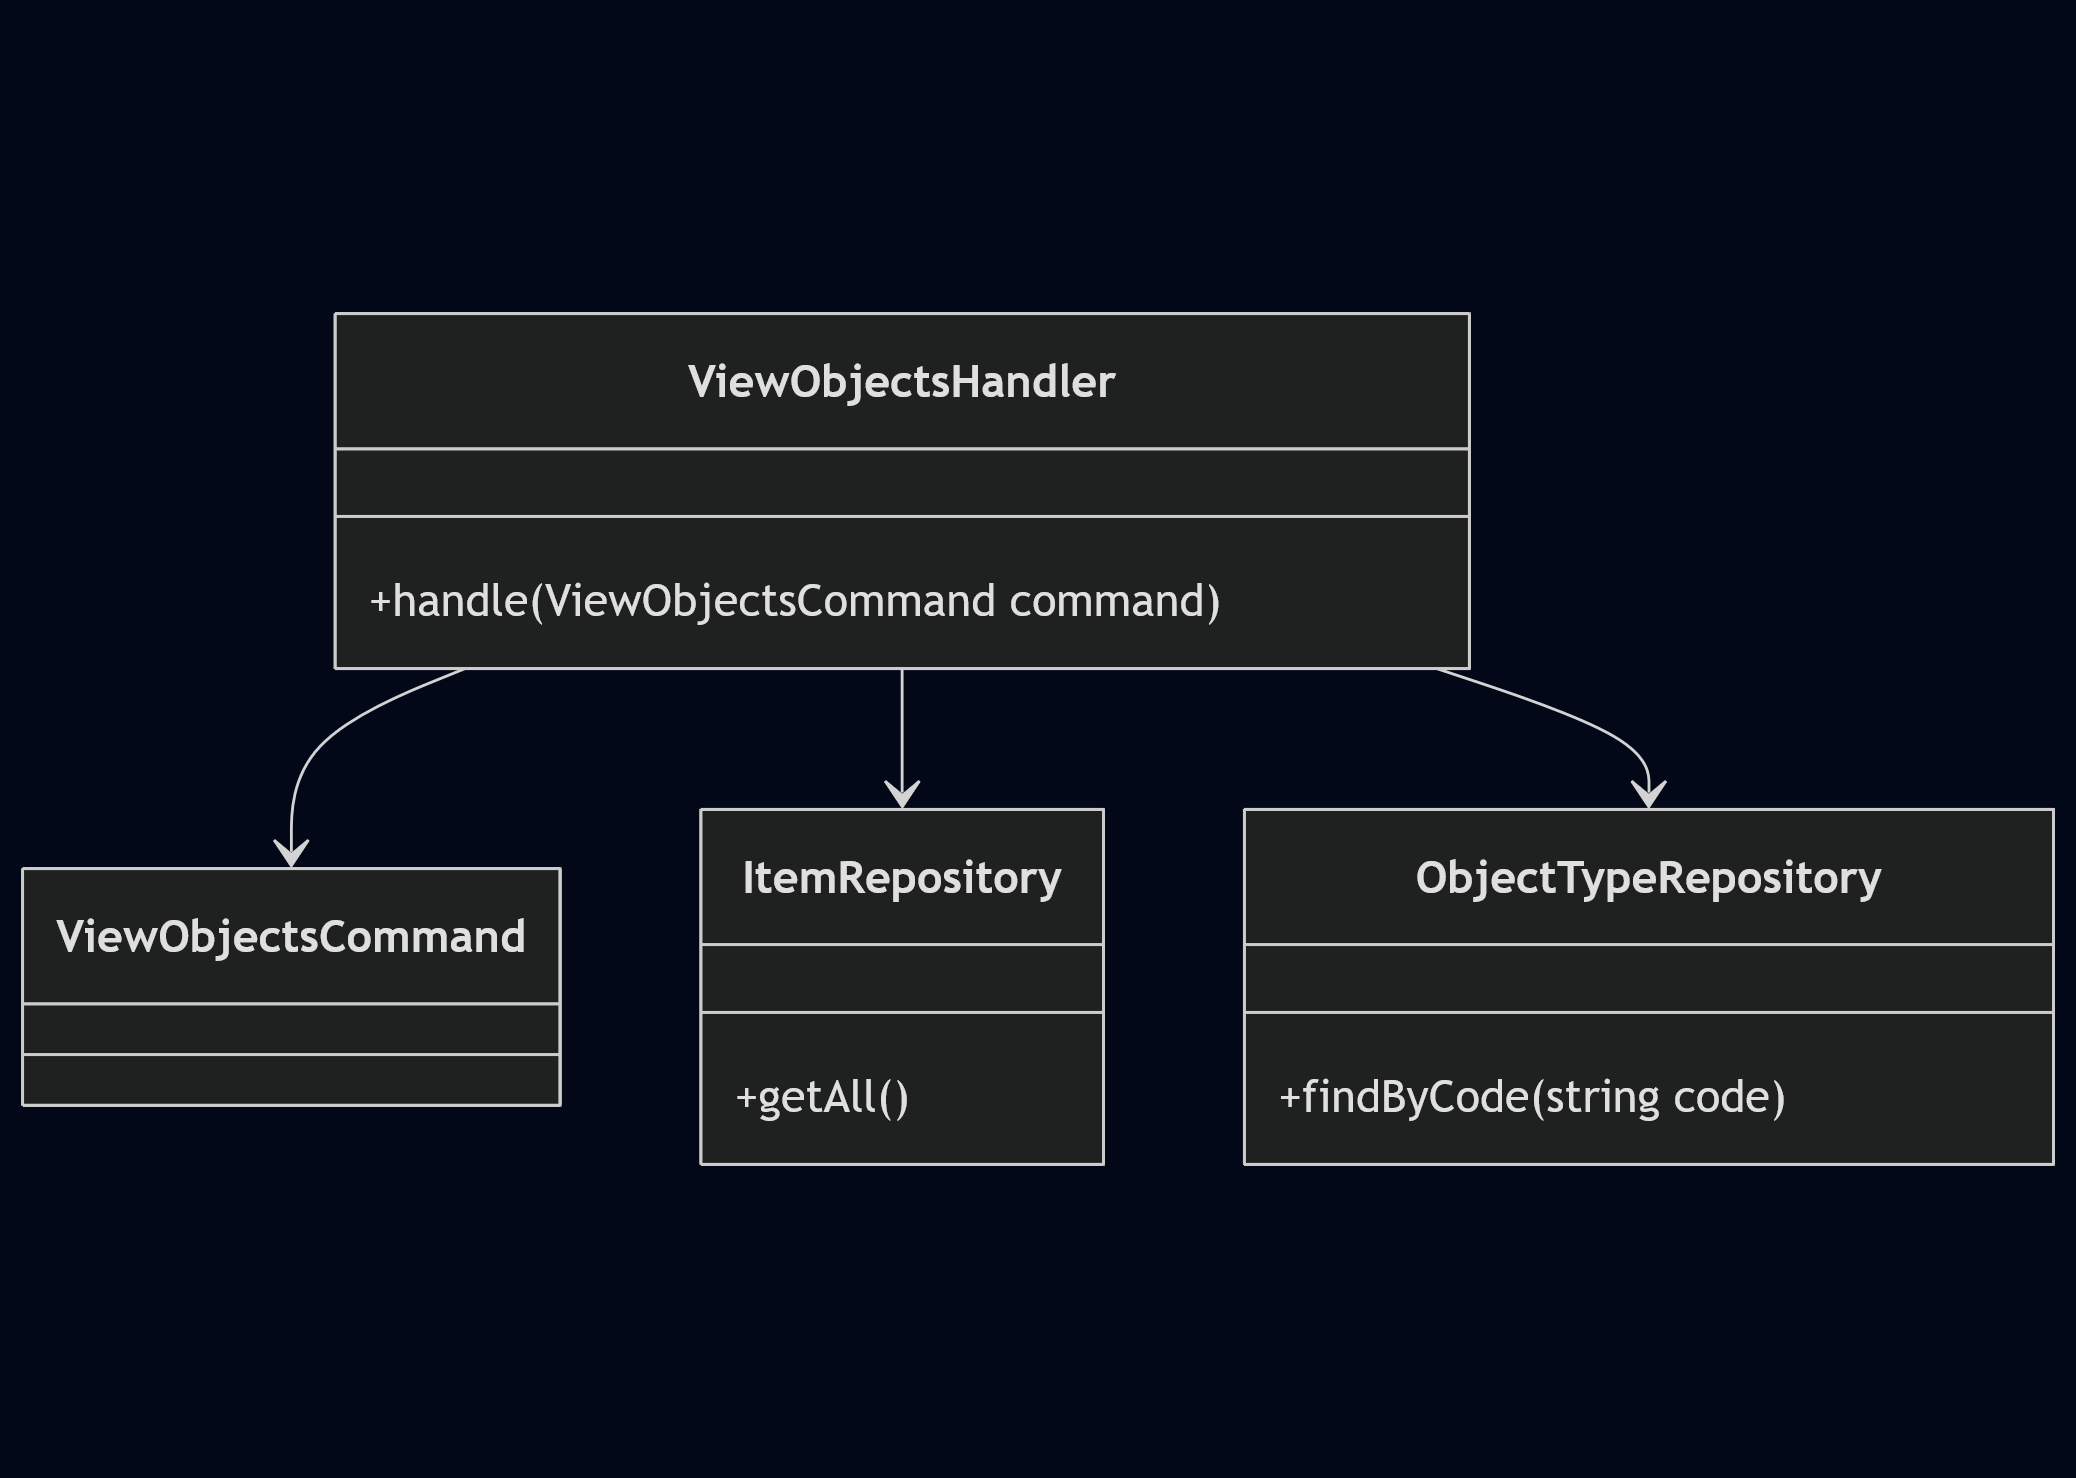 ViewObjectsHandler
+handle(ViewObjectsCommand command)
ViewObjectsCommand
ItemRepository
+getAll()
ObjectTypeRepository
+findByCode(string code)